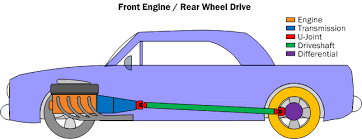 Front Engine / Rear Wheel Drive
Engine
Transmission
U-Joint
Driveshaft
Differential